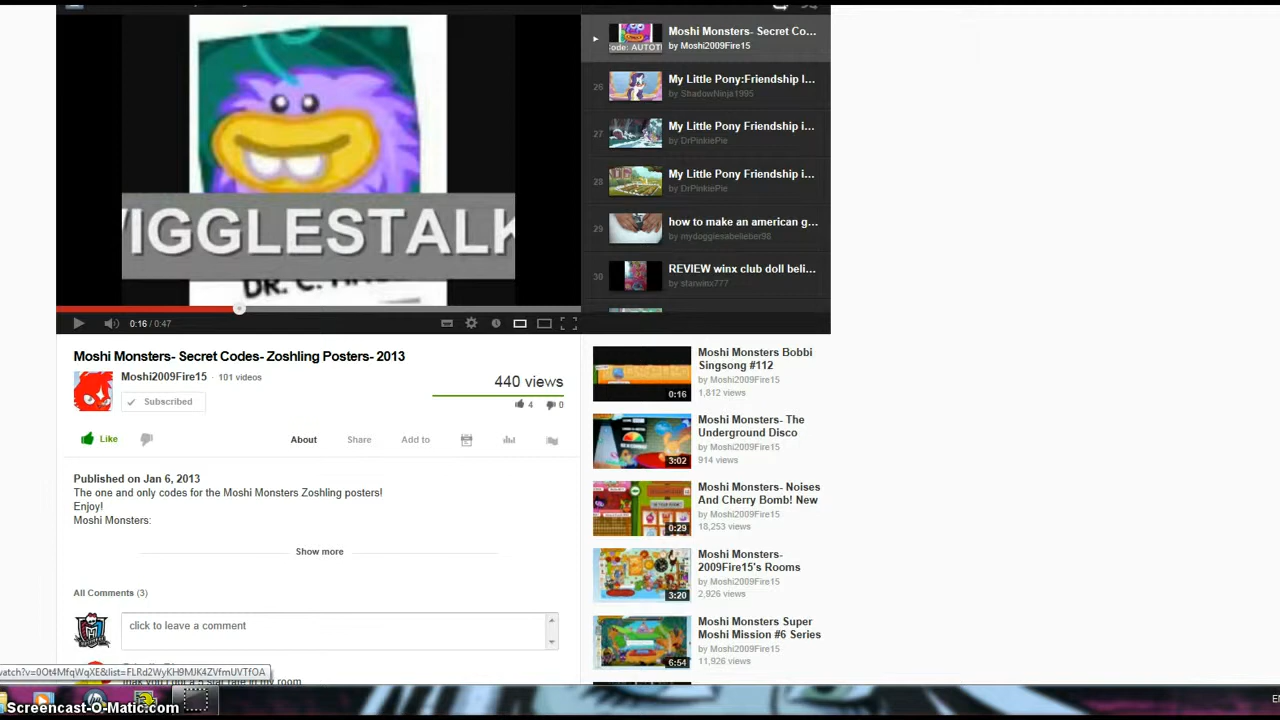 Moshi Monsters- Secret Co...
by Moshi2009Fire15
26
My Little Pony:Friendship I...
by ShadowNinja1995
27
My Little Pony Friendship i...
by DrPinkiePie
28
My Little Pony Friendship i...
by DrPinkiePie
29
how to make an american g...
by mydoggiesabelieber98
30
REVIEW winx club doll beli...
by starwinx777
IGGLESTALK
DR. C.
0:16 / 0:47
Moshi Monsters- Secret Codes- Zoshling Posters- 2013
Moshi2009Fire15 · 101 videos
Subscribed
440 views
4 0
Like
About Share Add to
Published on Jan 6, 2013
The one and only codes for the Moshi Monsters Zoshling posters!
Enjoy!
Moshi Monsters:
Show more
All Comments (3)
click to leave a comment
Moshi Monsters Bobbi
Singsong #112
by Moshi2009Fire15
1,812 views
0:16
Moshi Monsters- The
Underground Disco
by Moshi2009Fire15
914 views
3:02
Moshi Monsters- Noises
And Cherry Bomb! New
by Moshi2009Fire15
18,253 views
0:29
Moshi Monsters-
2009Fire15's Rooms
by Moshi2009Fire15
2,926 views
3:20
Moshi Monsters Super
Moshi Mission #6 Series
by Moshi2009Fire15
11,926 views
6:54
watch?v=0Ot4MfqWqXE&list=FLRd2WyKH9MJK4ZVfmUVTfOA
Screencast-O-Matic.com